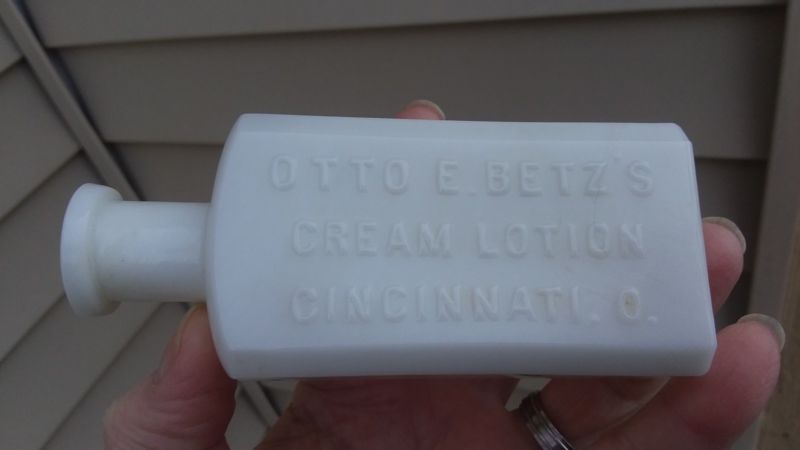 OTTO E. BETZ'S
CREAM LOTION
CINCINNATI. O.